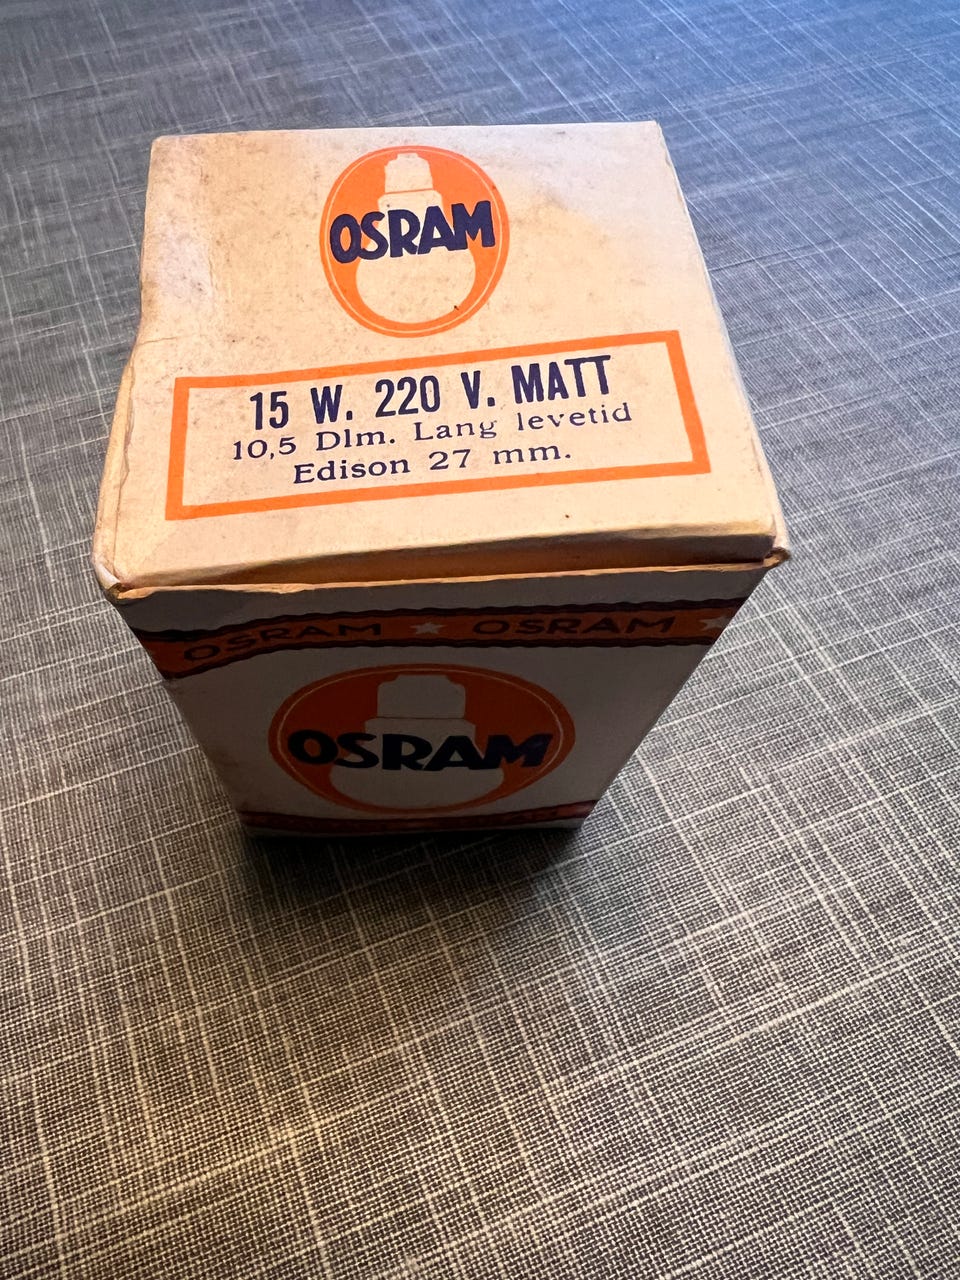 OSRAM
15 W. 220 V. MATT
10,5 Dlm. Lang levetid
Edison 27 mm.
OSRAM ★ OSRAM ★
OSRAM